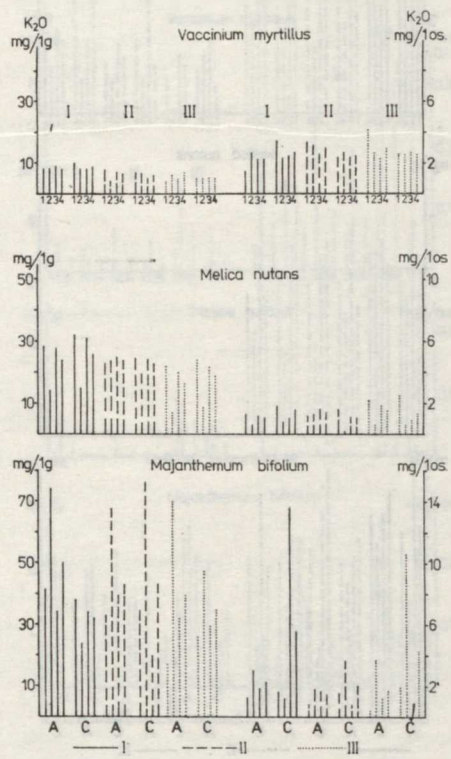 K2O K2O
mg/1g Vaccinium myrtillus mg/1os.
30 I II III I II III 6
10 2
1234 1234 1234 1234 1234 1234 1234 1234 1234 1234 1234 1234
mg/1g mg/1os
50 Melica nutans 10
30 6
10 2
mg/1g Majanthemum bifolium mg/1os.
70 14
50 10
30 6
10 2
A C A C A C A C A C A C
I II III